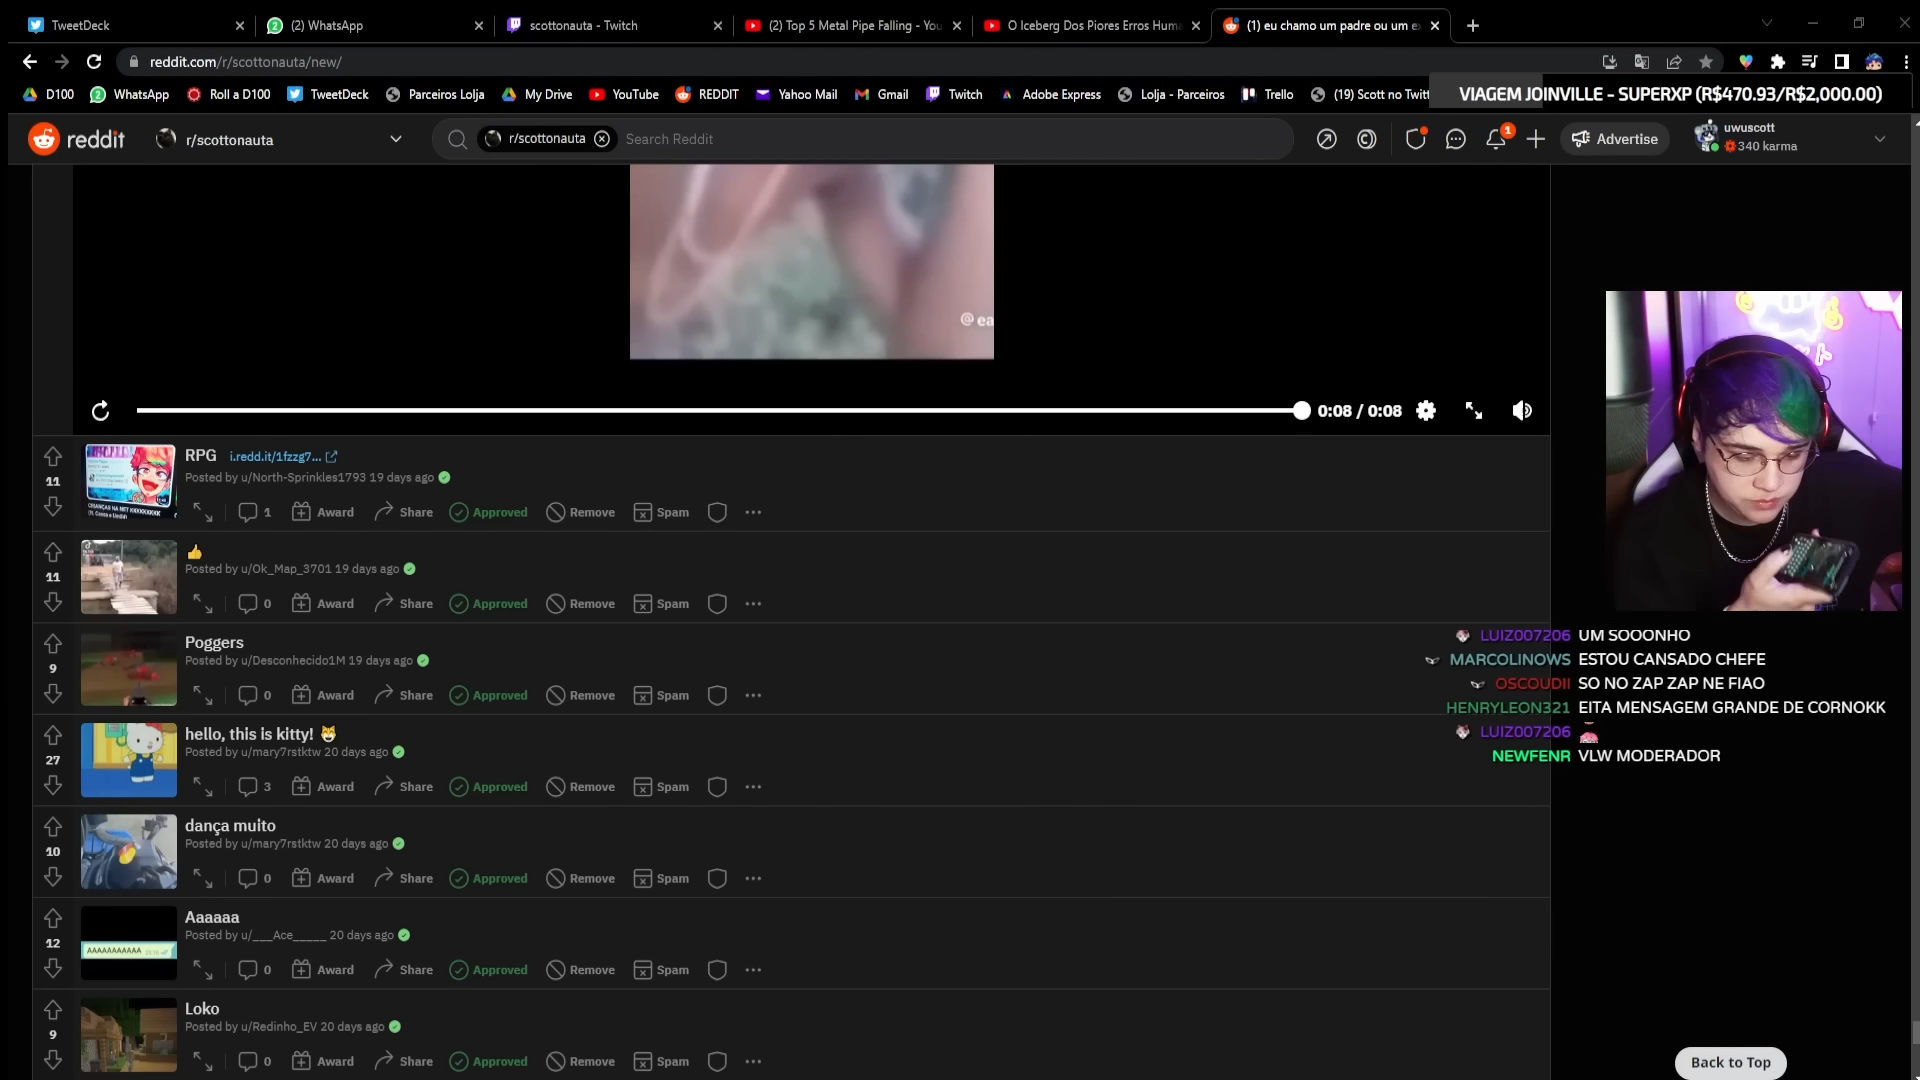 TweetDeck
(2) WhatsApp
scottonauta - Twitch
(2) Top 5 Metal Pipe Falling - You
O Iceberg Dos Piores Erros Huma
(1) eu chamo um padre ou um e
reddit.com/r/scottonauta/new/
D100
WhatsApp
Roll a D100
TweetDeck
Parceiros Lolja
My Drive
YouTube
REDDIT
Yahoo Mail
Gmail
Twitch
Adobe Express
Lolja - Parceiros
Trello
(19) Scott no Twitt
VIAGEM JOINVILLE - SUPERXP (R$470.93/R$2,000.00)
reddit
r/scottonauta
r/scottonauta
Search Reddit
1
Advertise
uwuscott
340 karma
@ea
0:08 / 0:08
11
RPG i.redd.it/1fzzg7...
Posted by u/North-Sprinkles1793 19 days ago
1 Award Share Approved Remove Spam
11
👍
Posted by u/Ok_Map_3701 19 days ago
0 Award Share Approved Remove Spam
9
Poggers
Posted by u/Desconhecido1M 19 days ago
0 Award Share Approved Remove Spam
27
hello, this is kitty! 😺
Posted by u/mary7rstktw 20 days ago
3 Award Share Approved Remove Spam
10
dança muito
Posted by u/mary7rstktw 20 days ago
0 Award Share Approved Remove Spam
12
AAAAAAAAAAA
Aaaaaa
Posted by u/___Ace_____ 20 days ago
0 Award Share Approved Remove Spam
9
Loko
Posted by u/Redinho_EV 20 days ago
0 Award Share Approved Remove Spam
LUIZ007206 UM SOOONHO
MARCOLINOWS ESTOU CANSADO CHEFE
OSCOUDII SO NO ZAP ZAP NE FIAO
HENRYLEON321 EITA MENSAGEM GRANDE DE CORNOKK
LUIZ007206
NEWFENR VLW MODERADOR
Back to Top